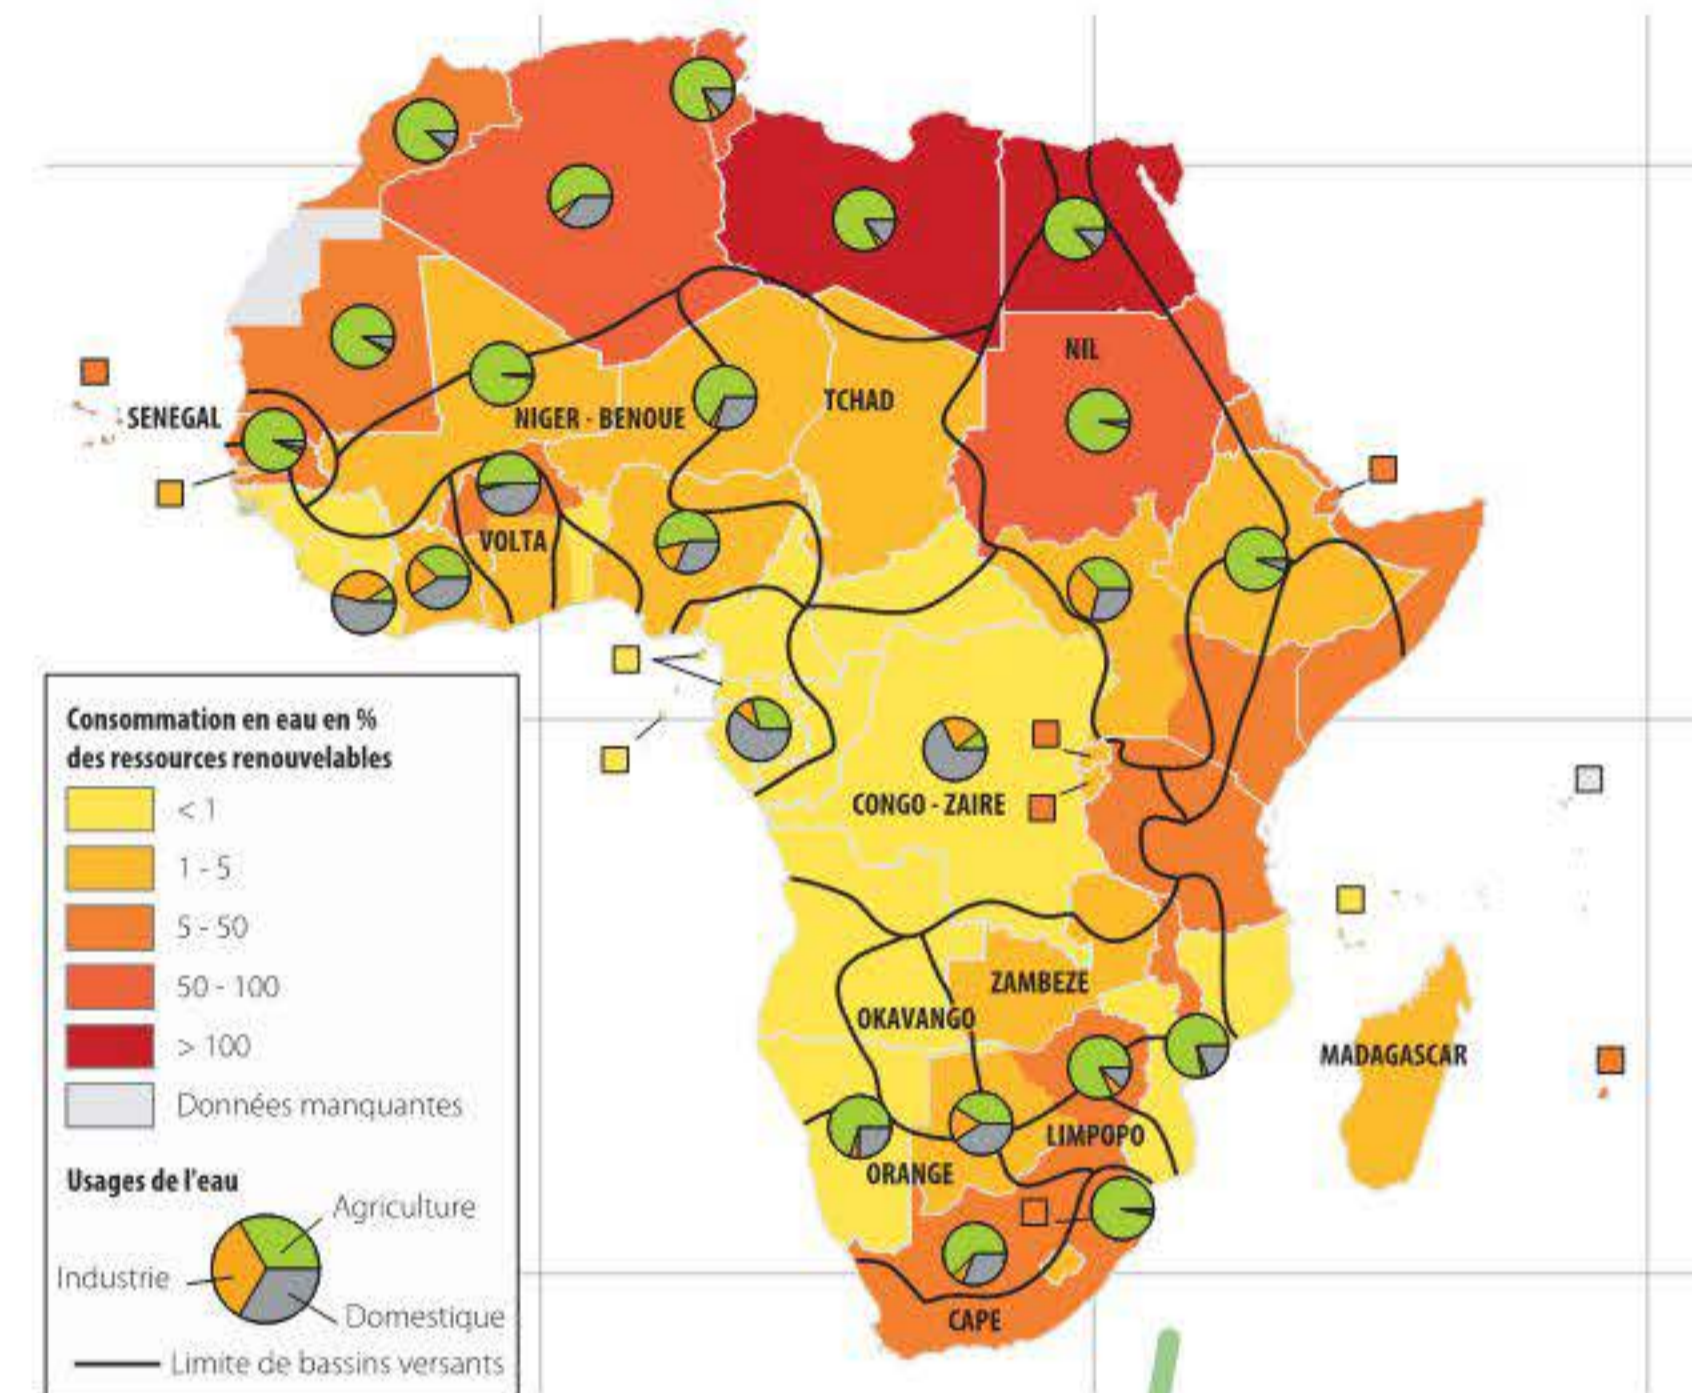 NIL
TCHAD
SENEGAL
NIGER - BENOUE
VOLTA
CONGO - ZAIRE
ZAMBEZE
OKAVANGO
MADAGASCAR
LIMPOPO
ORANGE
CAPE
Consommation en eau en %
des ressources renouvelables
< 1
1 - 5
5 - 50
50 - 100
> 100
Données manquantes
Usages de l'eau
Agriculture
Industrie
Domestique
Limite de bassins versants